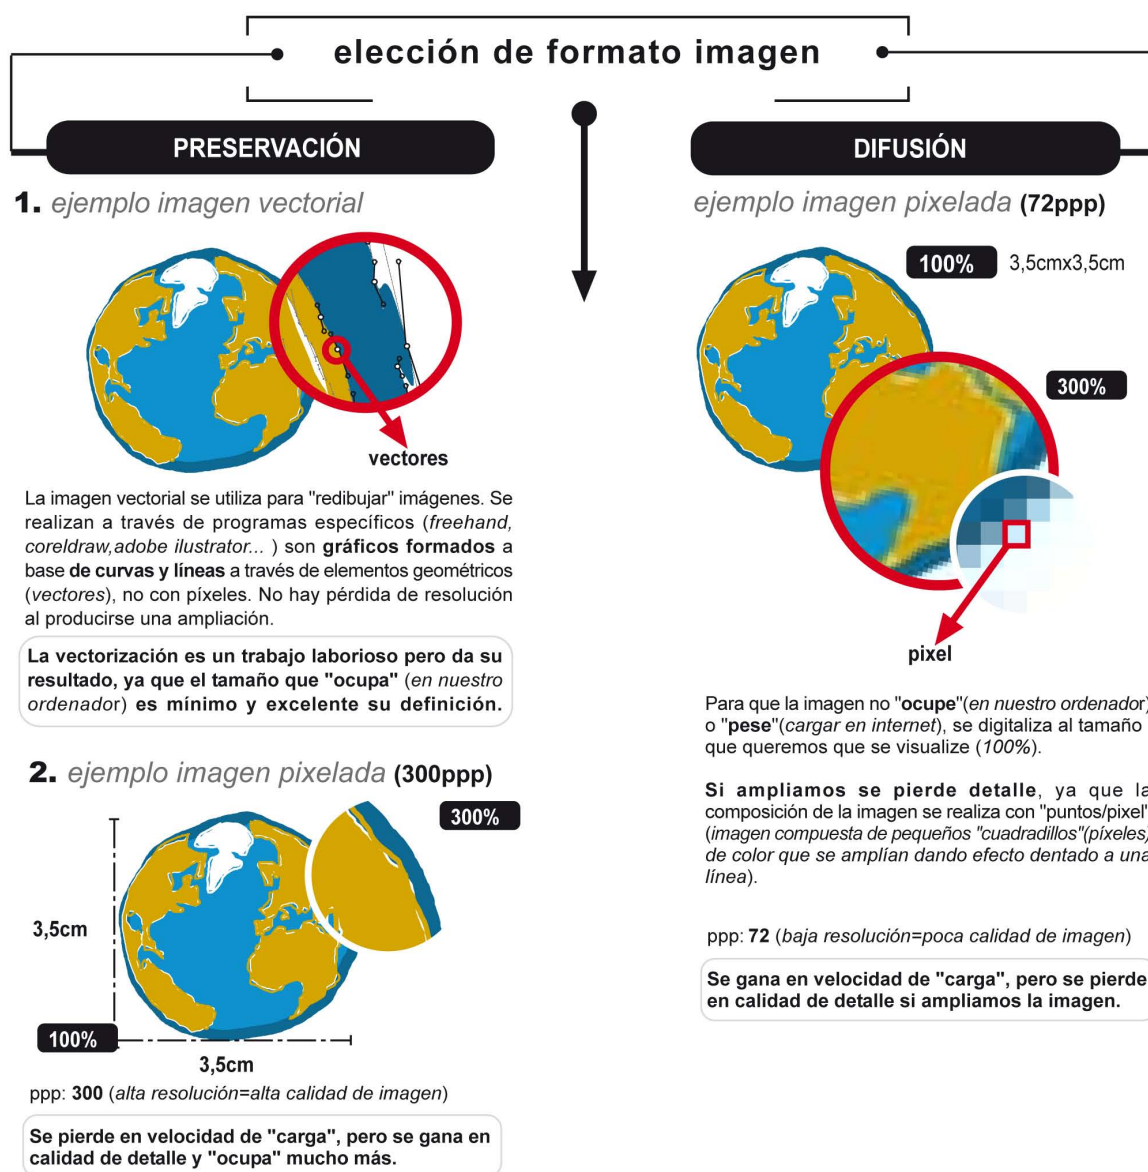 elección de formato imagen
PRESERVACIÓN
1. ejemplo imagen vectorial
vectores
La imagen vectorial se utiliza para "redibujar" imágenes. Se
realizan a través de programas específicos (freehand,
coreldraw,adobe ilustrator... ) son gráficos formados a
base de curvas y líneas a través de elementos geométricos
(vectores), no con píxeles. No hay pérdida de resolución
al producirse una ampliación.
La vectorización es un trabajo laborioso pero da su
resultado, ya que el tamaño que "ocupa" (en nuestro
ordenador) es mínimo y excelente su definición.
2. ejemplo imagen pixelada (300ppp)
300%
3,5cm
100%
3,5cm
ppp: 300 (alta resolución=alta calidad de imagen)
Se pierde en velocidad de "carga", pero se gana en
calidad de detalle y "ocupa" mucho más.
DIFUSIÓN
ejemplo imagen pixelada (72ppp)
100% 3,5cmx3,5cm
300%
pixel
Para que la imagen no "ocupe"(en nuestro ordenador)
o "pese"(cargar en internet), se digitaliza al tamaño
que queremos que se visualize (100%).
Si ampliamos se pierde detalle, ya que la
composición de la imagen se realiza con "puntos/pixel"
(imagen compuesta de pequeños "cuadradillos"(píxeles)
de color que se amplían dando efecto dentado a una
línea).
ppp: 72 (baja resolución=poca calidad de imagen)
Se gana en velocidad de "carga", pero se pierde
en calidad de detalle si ampliamos la imagen.